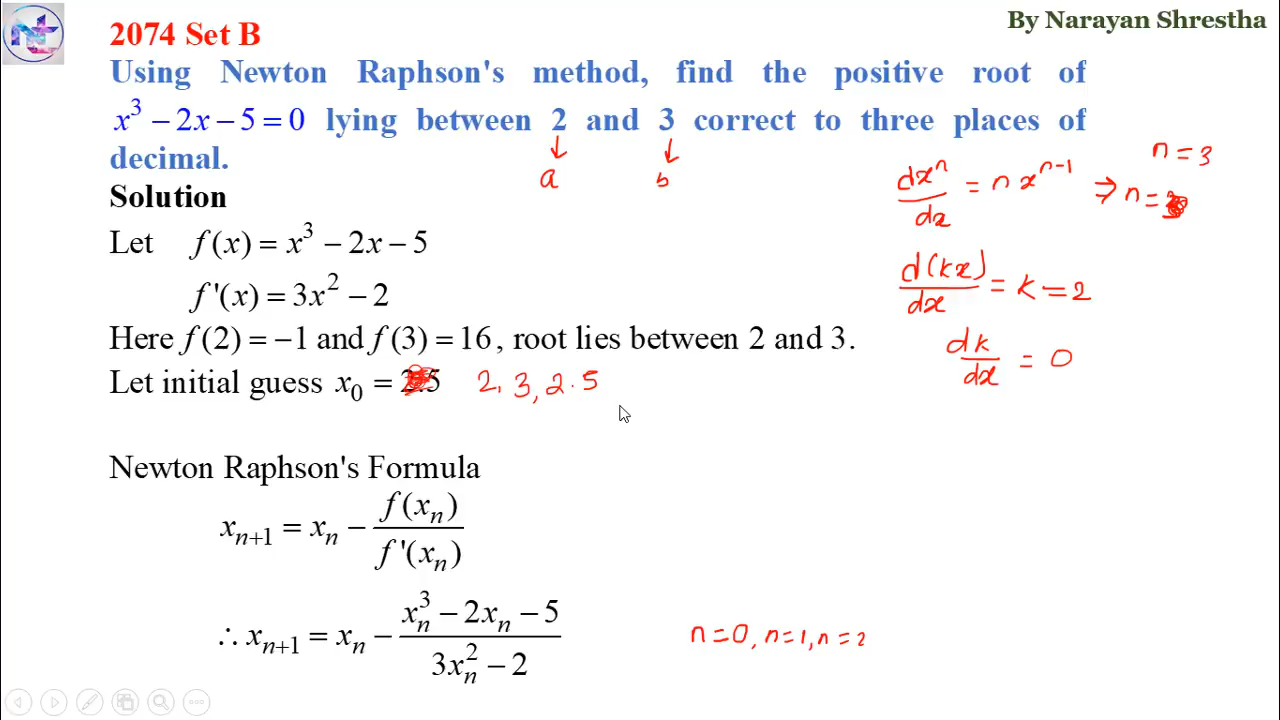 By Narayan Shrestha
2074 Set B
Using Newton Raphson's method, find the positive root of
x³ − 2x − 5 = 0 lying between 2 and 3 correct to three places of
decimal.
a b
n = 3
dxⁿ/dx = n xⁿ⁻¹ ⇒ n =
Solution
Let f(x) = x³ − 2x − 5
f'(x) = 3x² − 2
d(kx)/dx = k = 2
Here f(2) = −1 and f(3) = 16, root lies between 2 and 3.
dk/dx = 0
Let initial guess x₀ = 2.5 2, 3, 2.5
Newton Raphson's Formula
xₙ₊₁ = xₙ − f(xₙ)/f'(xₙ)
∴ xₙ₊₁ = xₙ − (xₙ³ − 2xₙ − 5)/(3xₙ² − 2)
n = 0, n = 1, n = 2